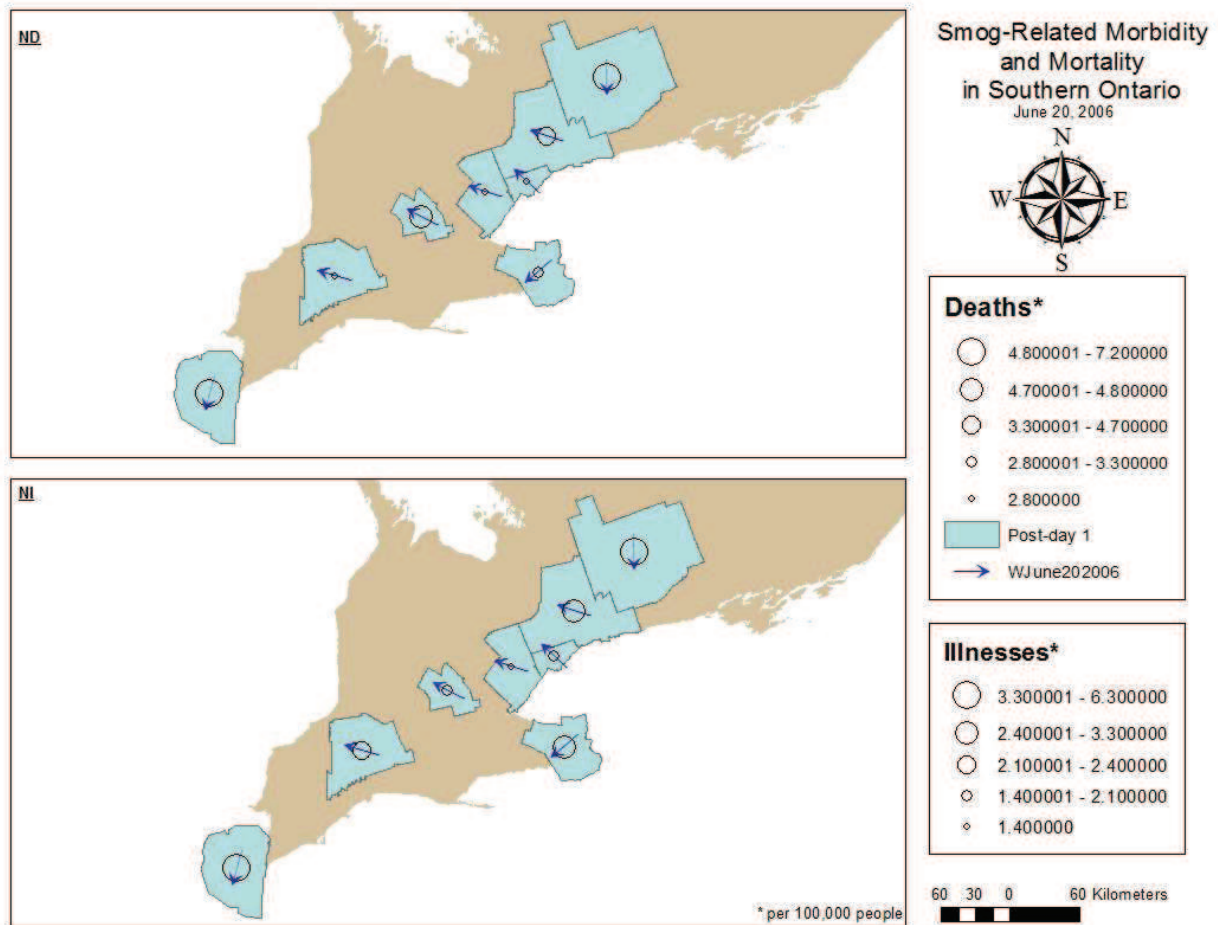 ND
Smog-Related Morbidity
and Mortality
in Southern Ontario
June 20, 2006
N
W E
S
Deaths*
4.800001 - 7.200000
4.700001 - 4.800000
3.300001 - 4.700000
2.800001 - 3.300000
2.800000
Post-day 1
WJune202006
NI
* per 100,000 people
Illnesses*
3.300001 - 6.300000
2.400001 - 3.300000
2.100001 - 2.400000
1.400001 - 2.100000
1.400000
60 30 0 60 Kilometers